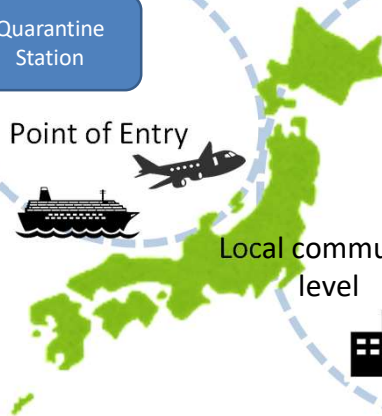 Quarantine
Station
Point of Entry
Local commu
level